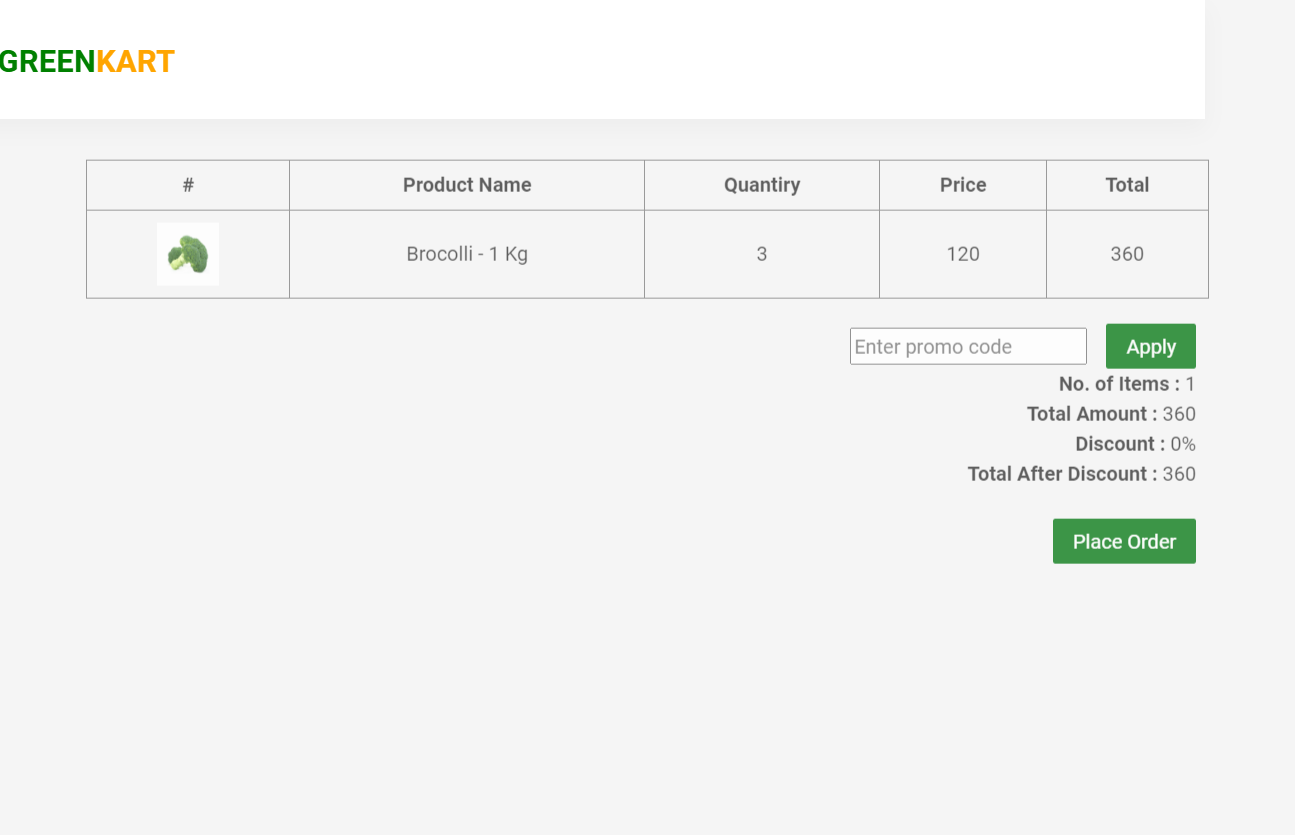 GREENKART
# Product Name Quantiry Price Total
Brocolli - 1 Kg 3 120 360
Enter promo code Apply
No. of Items : 1
Total Amount : 360
Discount : 0%
Total After Discount : 360
Place Order